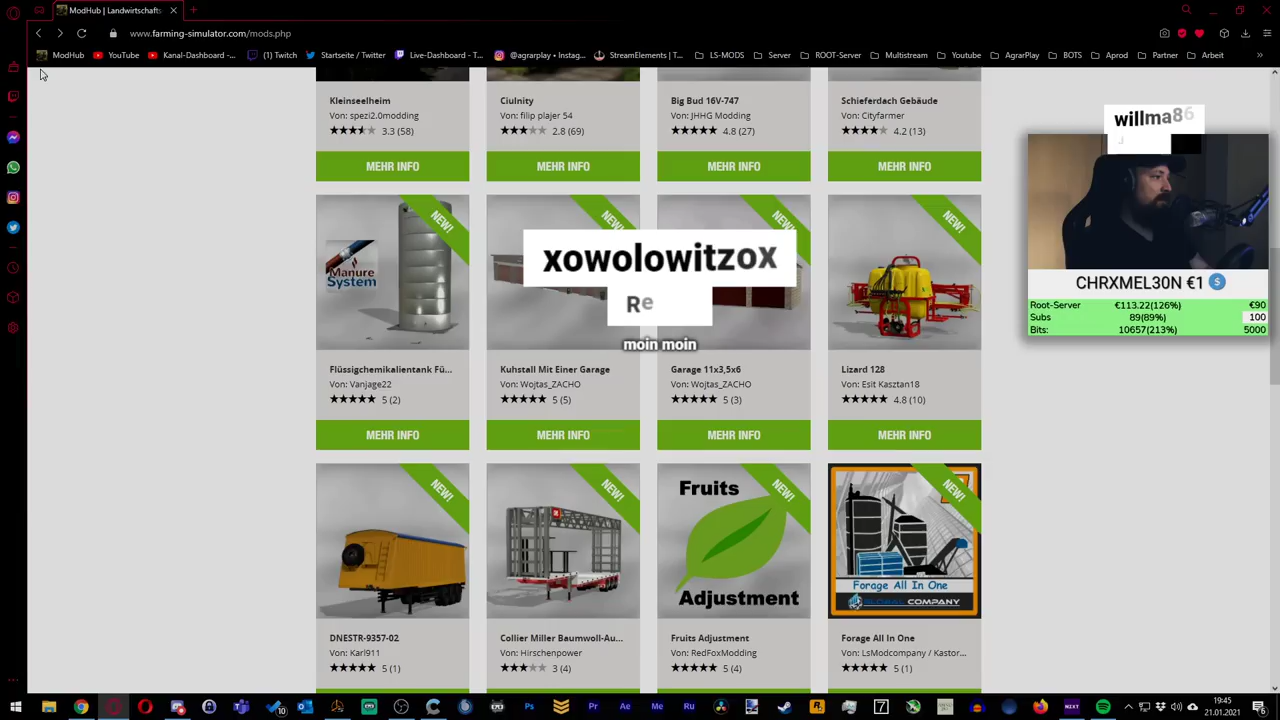 ModHub | Landwirtschafts
www.farming-simulator.com/mods.php
ModHub YouTube Kanal-Dashboard -... (1) Twitch Startseite / Twitter Live-Dashboard - T... @agrarplay • Instag... StreamElements | T... LS-MODS Server ROOT-Server Multistream Youtube AgrarPlay BOTS Aprod Partner Arbeit
Kleinseelheim
Von: spezi2.0modding
3.3 (58)
MEHR INFO
Ciulnity
Von: filip plajer 54
2.8 (69)
MEHR INFO
Big Bud 16V-747
Von: JHHG Modding
4.8 (27)
MEHR INFO
Schieferdach Gebäude
Von: Cityfarmer
4.2 (13)
MEHR INFO
willma86
CHRXMEL30N €1
Root-Server €113.22(126%) €90
Subs 89(89%) 100
Bits: 10657(213%) 5000
xowolowitzox
Re
moin moin
NEW!
Manure
System
Flüssigchemikalientank Fü...
Von: Vanjage22
5 (2)
MEHR INFO
NEW!
Kuhstall Mit Einer Garage
Von: Wojtas_ZACHO
5 (5)
MEHR INFO
NEW!
Garage 11x3,5x6
Von: Wojtas_ZACHO
5 (3)
MEHR INFO
NEW!
Lizard 128
Von: Esit Kasztan18
4.8 (10)
MEHR INFO
NEW!
DNESTR-9357-02
Von: Karl911
5 (1)
NEW!
Collier Miller Baumwoll-Au...
Von: Hirschenpower
3 (4)
NEW!
Fruits
Adjustment
Fruits Adjustment
Von: RedFoxModding
5 (4)
NEW!
Forage All In One
GLOBAL COMPANY
Forage All In One
Von: LsModcompany / Kastor...
5 (1)
19:45
21.01.2021